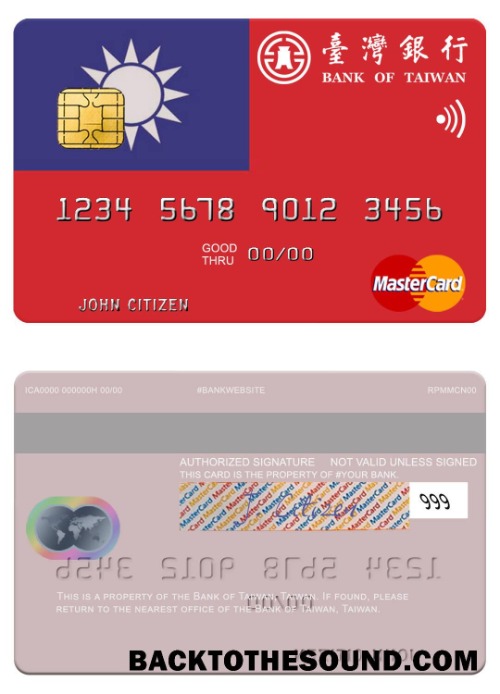 臺灣銀行
BANK OF TAIWAN
1234 5678 9012 3456
GOOD
THRU 00/00
JOHN CITIZEN
MasterCard
ICA0000 000000H 00/00 #BANKWEBSITE RPMMCN00
AUTHORIZED SIGNATURE NOT VALID UNLESS SIGNED
THIS CARD IS THE PROPERTY OF #YOUR BANK.
999
THIS IS A PROPERTY OF THE BANK OF TAIWAN, TAIWAN. IF FOUND, PLEASE
RETURN TO THE NEAREST OFFICE OF THE BANK OF TAIWAN, TAIWAN.
BACKTOTHESOUND.COM